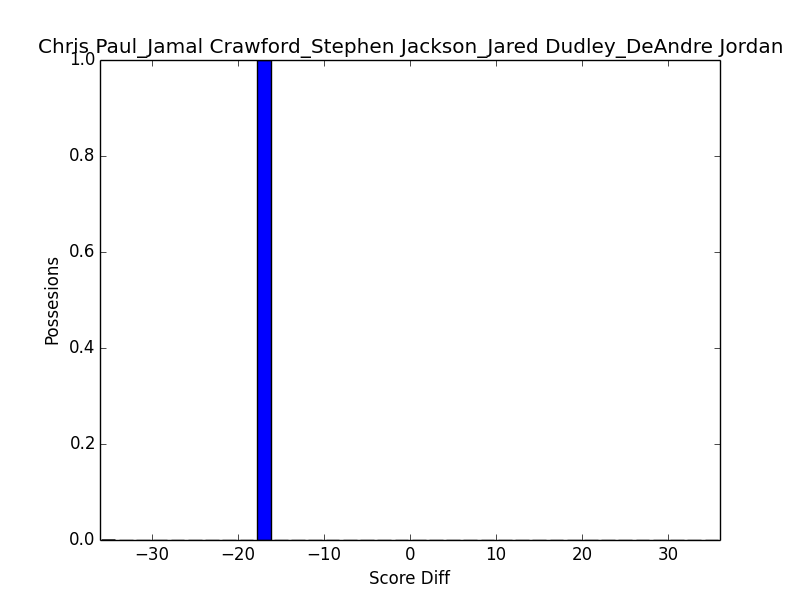 Chris Paul_Jamal Crawford_Stephen Jackson_Jared Dudley_DeAndre Jordan
1.0
0.8
0.6
0.4
0.2
0.0
Possesions
−30 −20 −10 0 10 20 30
Score Diff